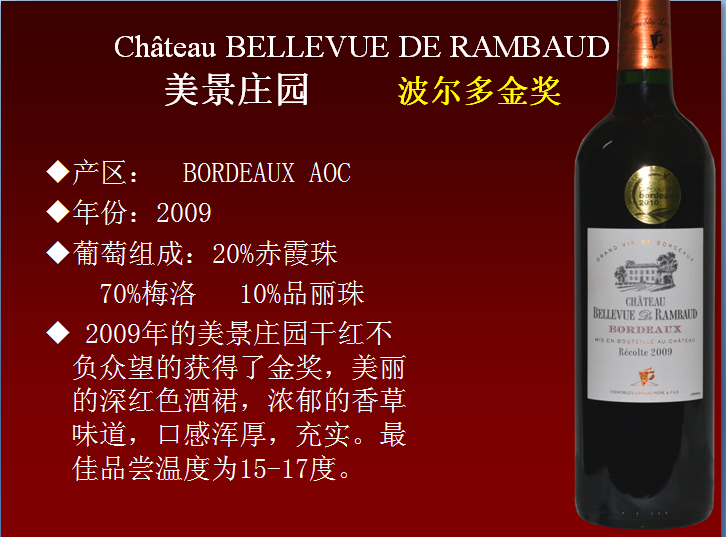 Château BELLEVUE DE RAMBAUD
美景庄园 波尔多金奖
◆产区： BORDEAUX AOC
◆年份：2009
◆葡萄组成：20%赤霞珠
70%梅洛 10%品丽珠
◆ 2009年的美景庄园干红不
负众望的获得了金奖，美丽
的深红色酒裙，浓郁的香草
味道，口感浑厚，充实。最
佳品尝温度为15-17度。
bordeaux
2010
GRAND VIN DE BORDEAUX
CHÂTEAU
BELLEVUE De RAMBAUD
BORDEAUX
MIS EN BOUTEILLE AU CHÂTEAU
Récolte 2009